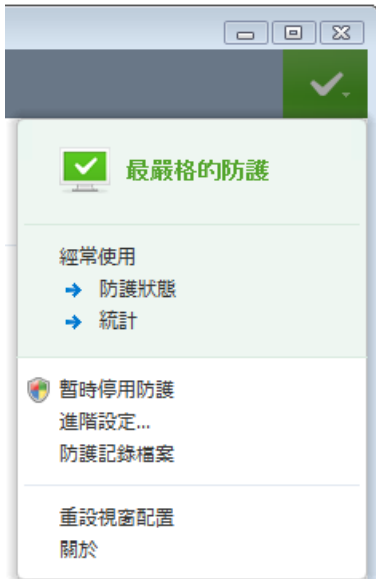 最嚴格的防護
經常使用
防護狀態
統計
暫時停用防護
進階設定...
防護記錄檔案
重設視窗配置
關於